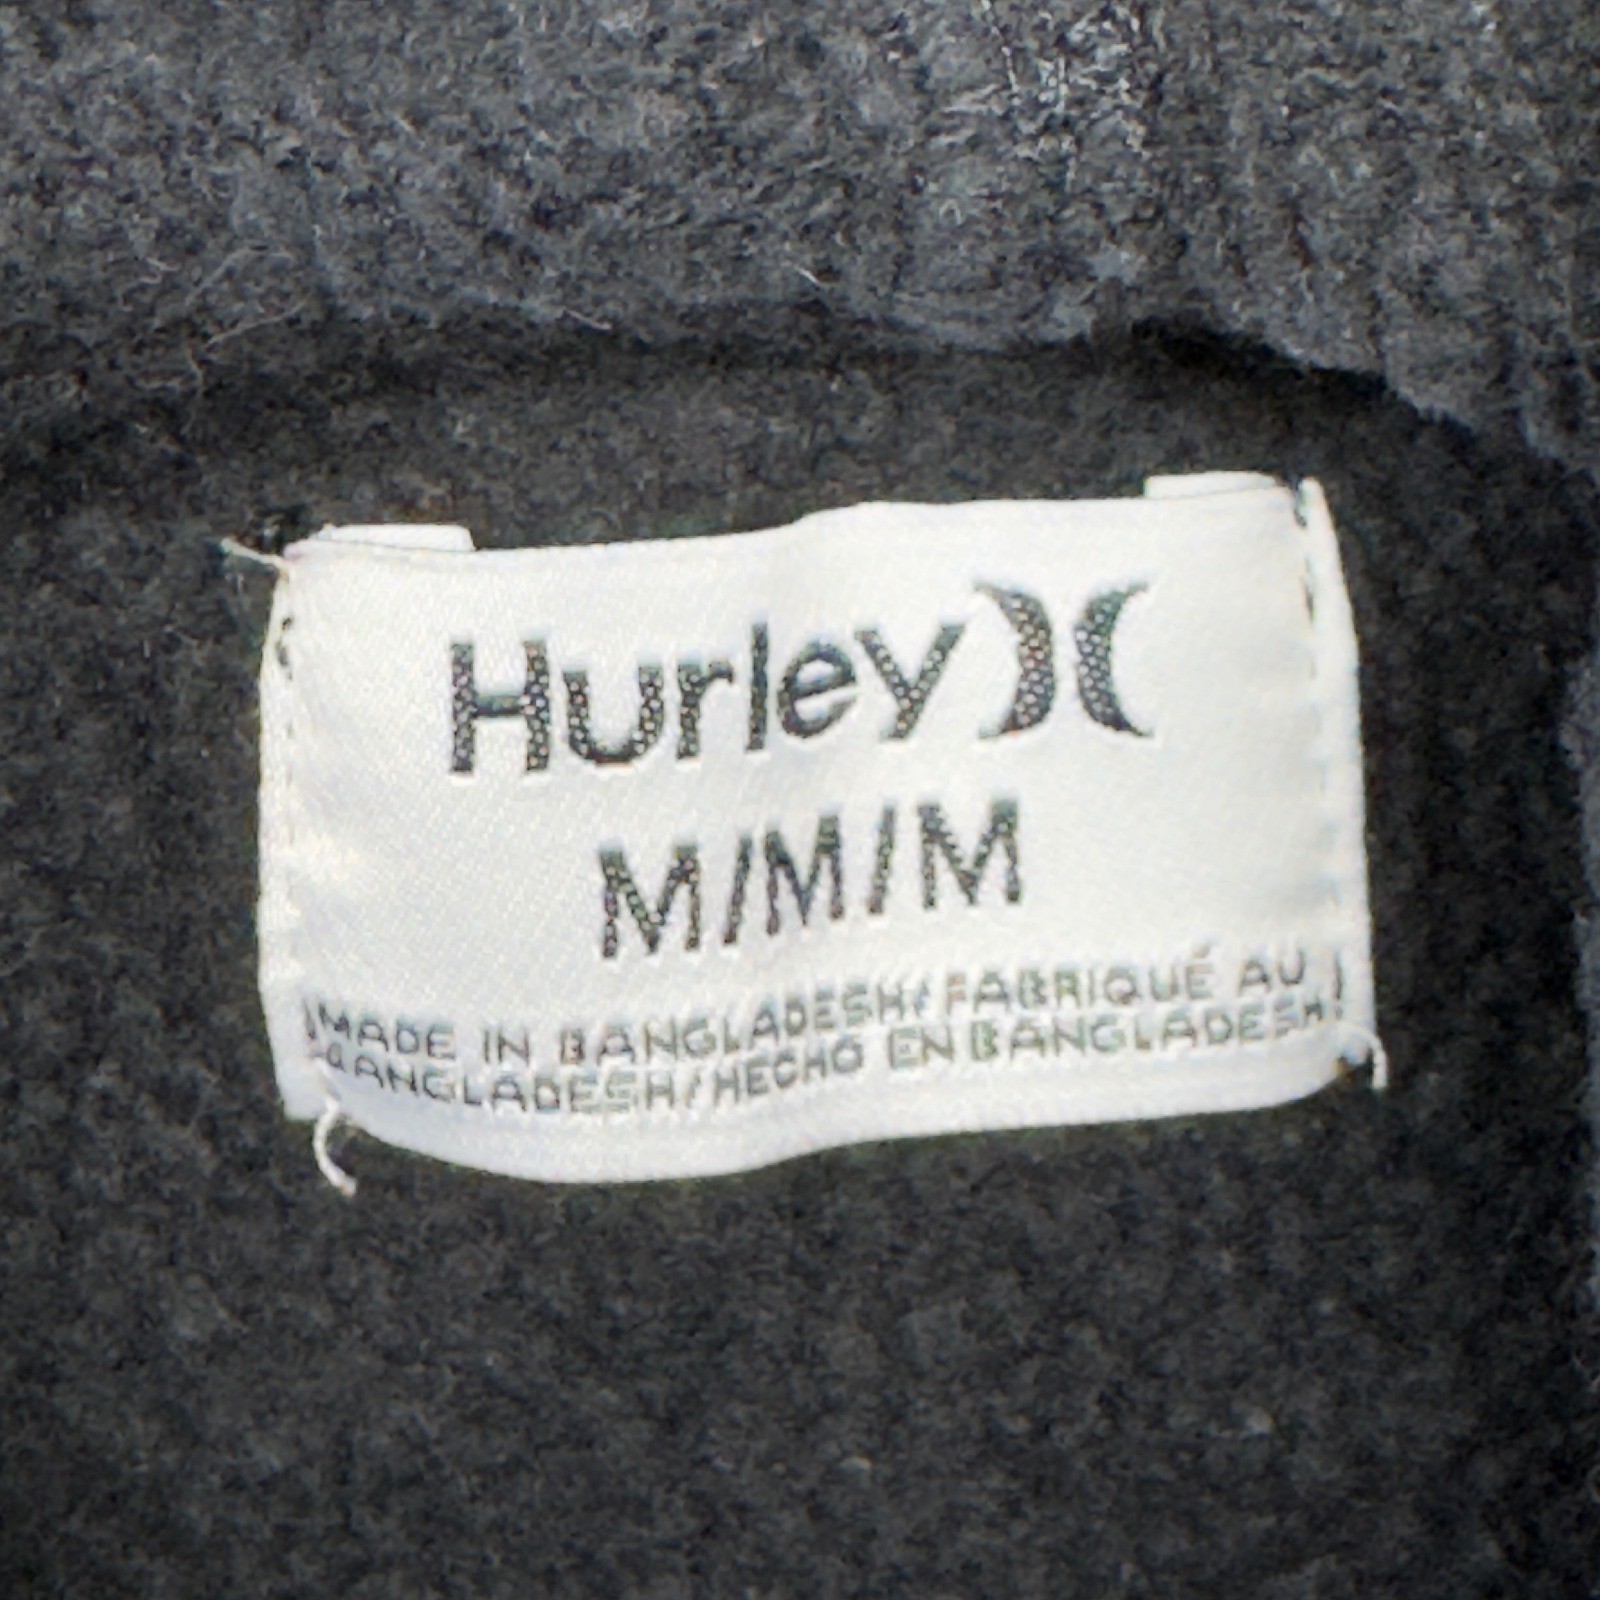 Hurley
M/M/M
MADE IN BANGLADESH/FABRIQUÉ AU
BANGLADESH/HECHO EN BANGLADESH